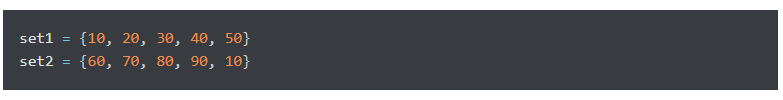 set1 = {10, 20, 30, 40, 50}
set2 = {60, 70, 80, 90, 10}